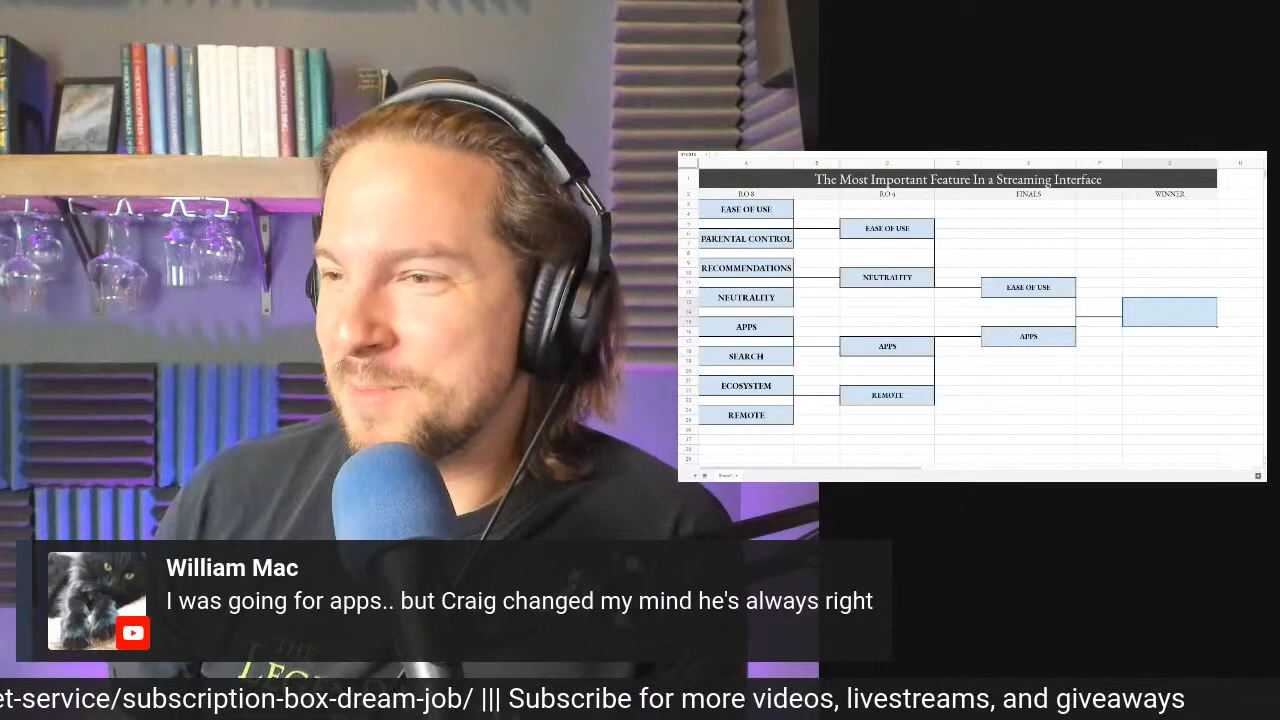 The Most Important Feature In a Streaming Interface
RO 8
RO 4
FINALS
WINNER
EASE OF USE
PARENTAL CONTROL
RECOMMENDATIONS
NEUTRALITY
APPS
SEARCH
ECOSYSTEM
REMOTE
EASE OF USE
NEUTRALITY
APPS
REMOTE
EASE OF USE
APPS
William Mac
I was going for apps.. but Craig changed my mind he's always right
THE
et-service/subscription-box-dream-job/ ||| Subscribe for more videos, livestreams, and giveaways